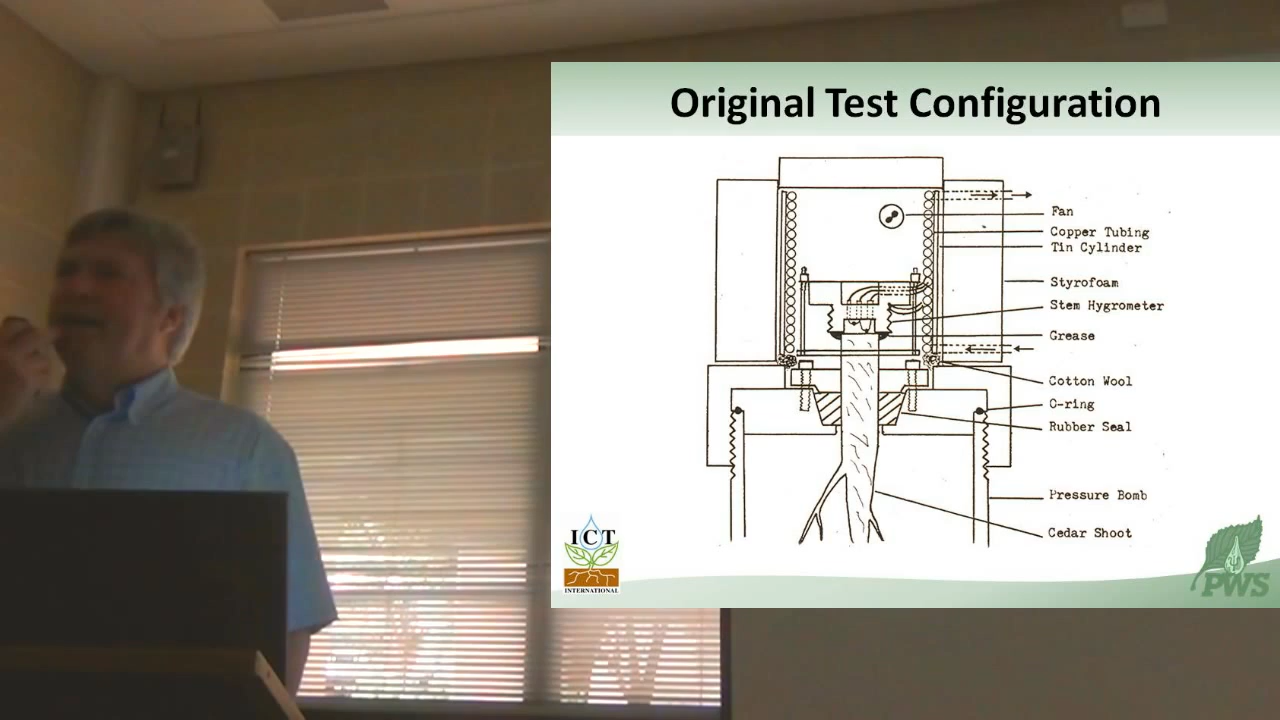 Original Test Configuration
Fan
Copper Tubing
Tin Cylinder
Styrofoam
Stem Hygrometer
Grease
Cotton Wool
O-ring
Rubber Seal
Pressure Bomb
Cedar Shoot
ICT
INTERNATIONAL
PWS